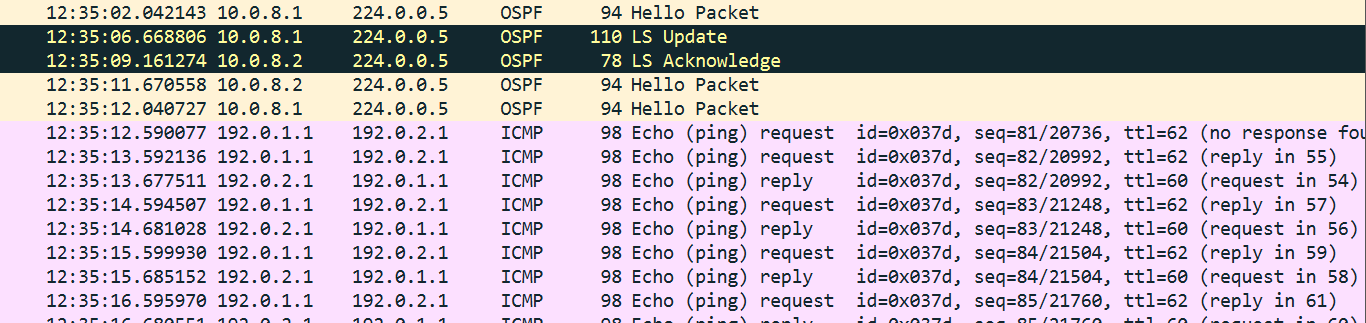 12:35:02.042143 10.0.8.1 224.0.0.5 OSPF 94 Hello Packet
12:35:06.668806 10.0.8.1 224.0.0.5 OSPF 110 LS Update
12:35:09.161274 10.0.8.2 224.0.0.5 OSPF 78 LS Acknowledge
12:35:11.670558 10.0.8.2 224.0.0.5 OSPF 94 Hello Packet
12:35:12.040727 10.0.8.1 224.0.0.5 OSPF 94 Hello Packet
12:35:12.590077 192.0.1.1 192.0.2.1 ICMP 98 Echo (ping) request id=0x037d, seq=81/20736, ttl=62 (no response fou
12:35:13.592136 192.0.1.1 192.0.2.1 ICMP 98 Echo (ping) request id=0x037d, seq=82/20992, ttl=62 (reply in 55)
12:35:13.677511 192.0.2.1 192.0.1.1 ICMP 98 Echo (ping) reply id=0x037d, seq=82/20992, ttl=60 (request in 54)
12:35:14.594507 192.0.1.1 192.0.2.1 ICMP 98 Echo (ping) request id=0x037d, seq=83/21248, ttl=62 (reply in 57)
12:35:14.681028 192.0.2.1 192.0.1.1 ICMP 98 Echo (ping) reply id=0x037d, seq=83/21248, ttl=60 (request in 56)
12:35:15.599930 192.0.1.1 192.0.2.1 ICMP 98 Echo (ping) request id=0x037d, seq=84/21504, ttl=62 (reply in 59)
12:35:15.685152 192.0.2.1 192.0.1.1 ICMP 98 Echo (ping) reply id=0x037d, seq=84/21504, ttl=60 (request in 58)
12:35:16.595970 192.0.1.1 192.0.2.1 ICMP 98 Echo (ping) request id=0x037d, seq=85/21760, ttl=62 (reply in 61)